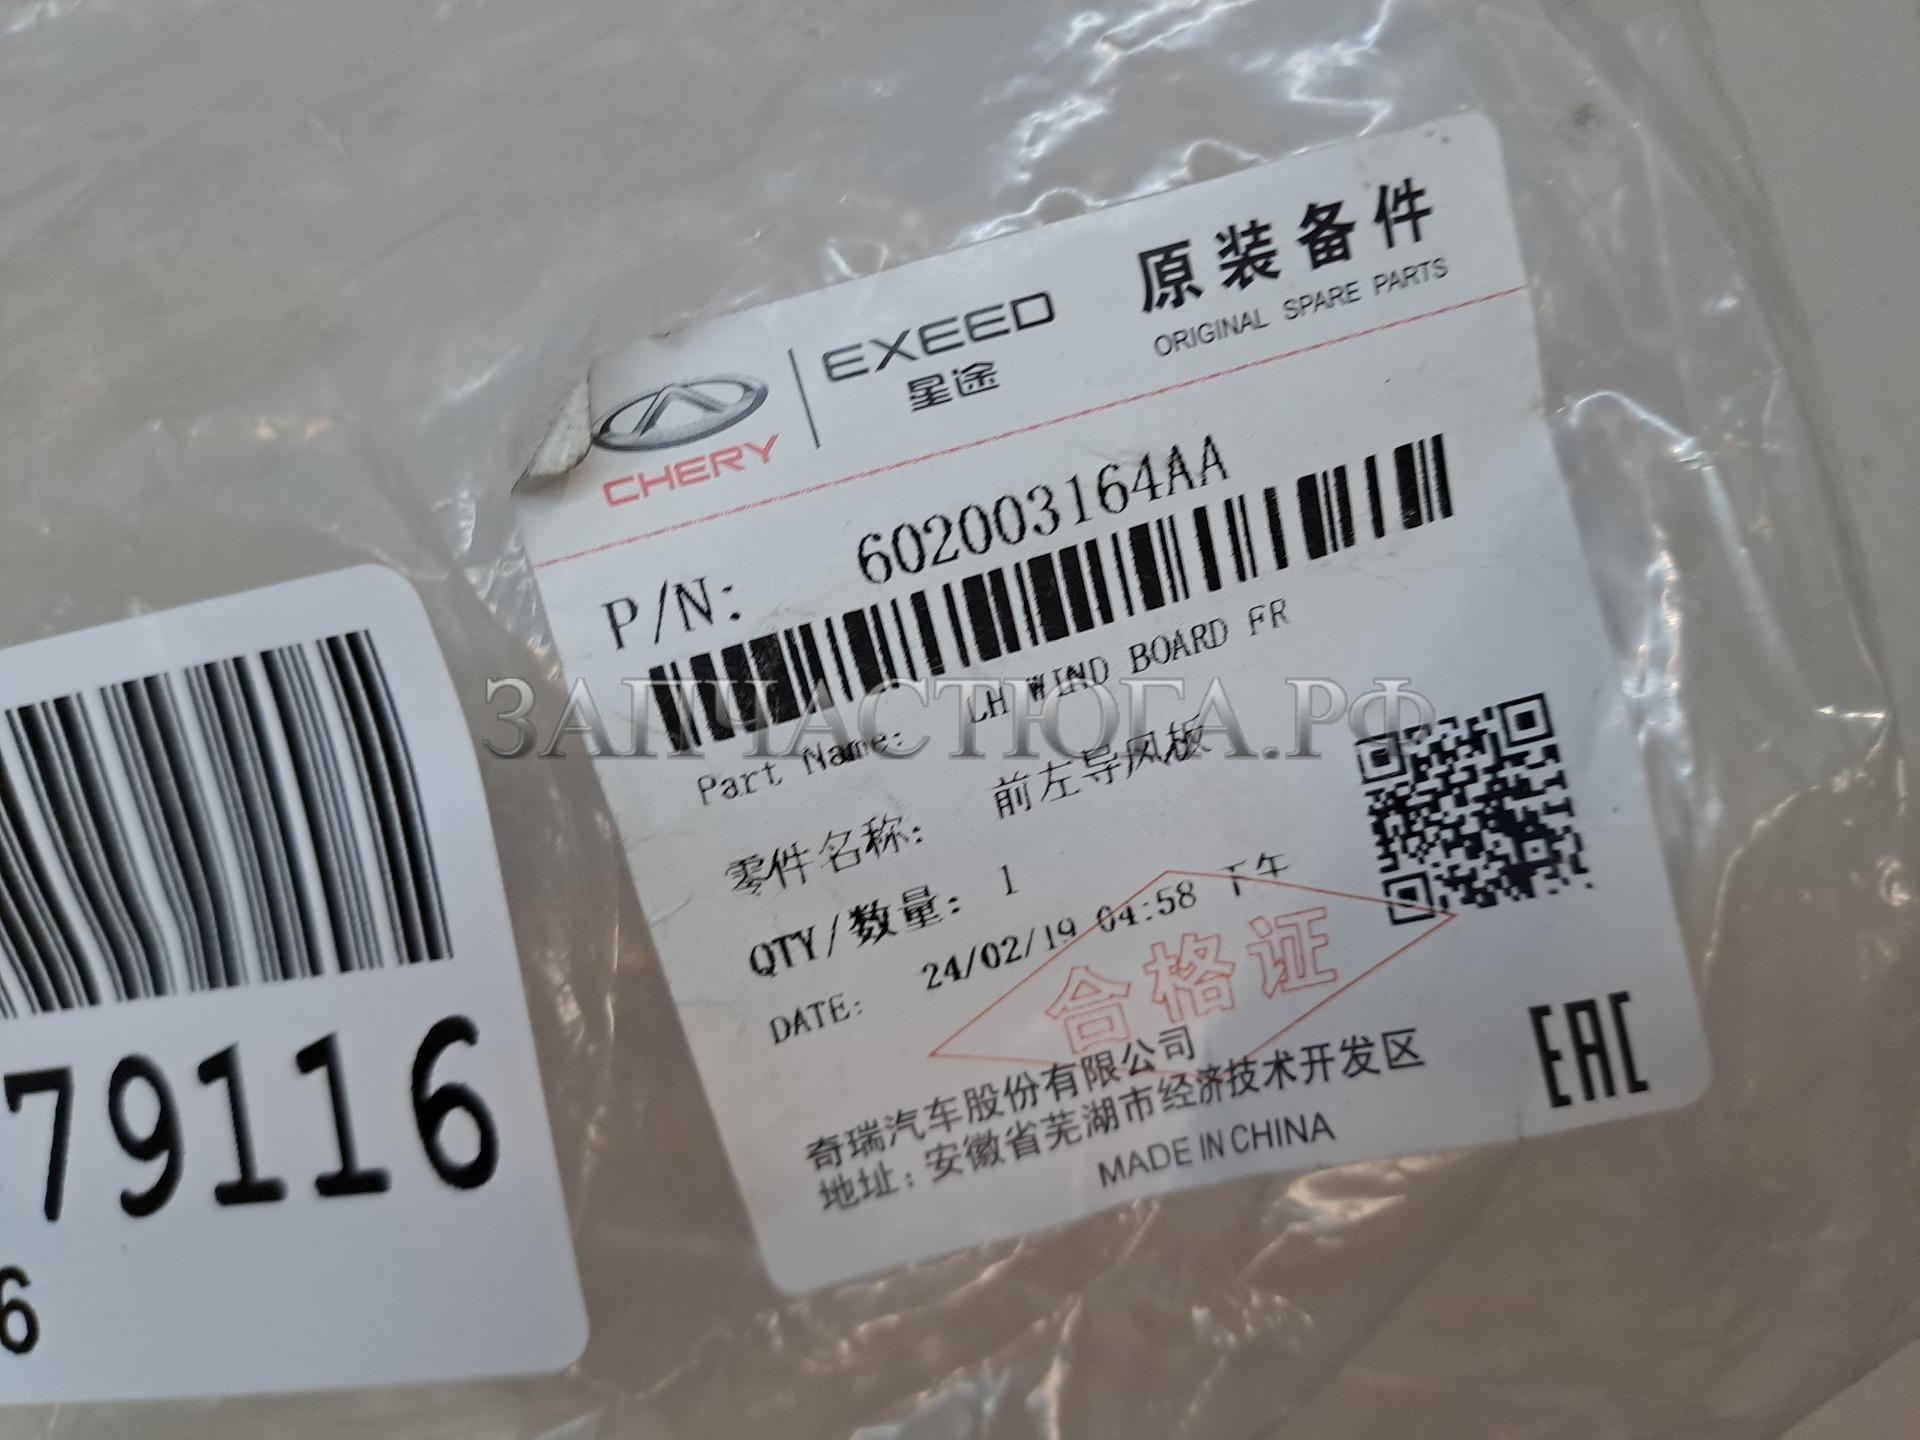 原装备件
ORIGINAL SPARE PARTS
CHERY
EXEED
星途
P/N: 602003164AA
Part Name: LH WIND BOARD FR
零件名称: 前左导风板
QTY/数量: 1
DATE: 24/02/19 04:58 下午
合格证
奇瑞汽车股份有限公司
地址：安徽省芜湖市经济技术开发区
MADE IN CHINA
EAC
79116
6
ЗАПЧАСТЮГА.РФ